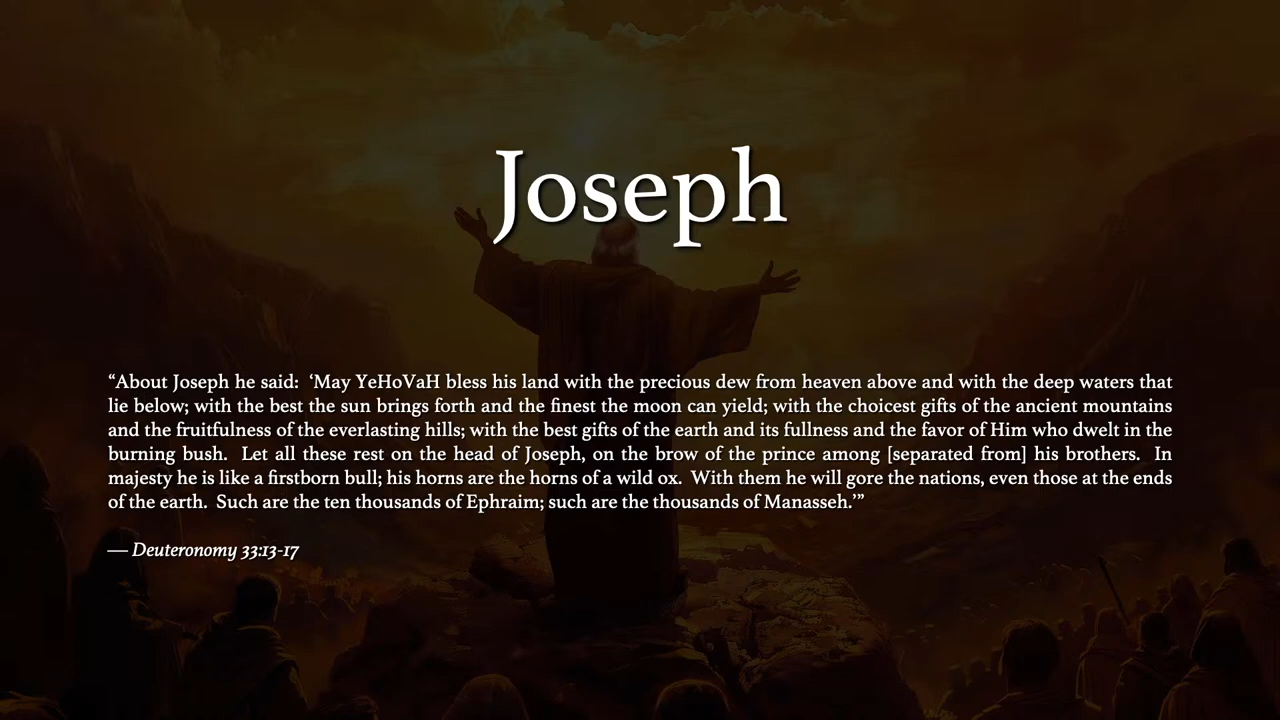 Joseph
“About Joseph he said:  ‘May YeHoVaH bless his land with the precious dew from heaven above and with the deep waters that
lie below; with the best the sun brings forth and the finest the moon can yield; with the choicest gifts of the ancient mountains
and the fruitfulness of the everlasting hills; with the best gifts of the earth and its fullness and the favor of Him who dwelt in the
burning bush.  Let all these rest on the head of Joseph, on the brow of the prince among [separated from] his brothers.  In
majesty he is like a firstborn bull; his horns are the horns of a wild ox.  With them he will gore the nations, even those at the ends
of the earth.  Such are the ten thousands of Ephraim; such are the thousands of Manasseh.’”
— Deuteronomy 33:13-17